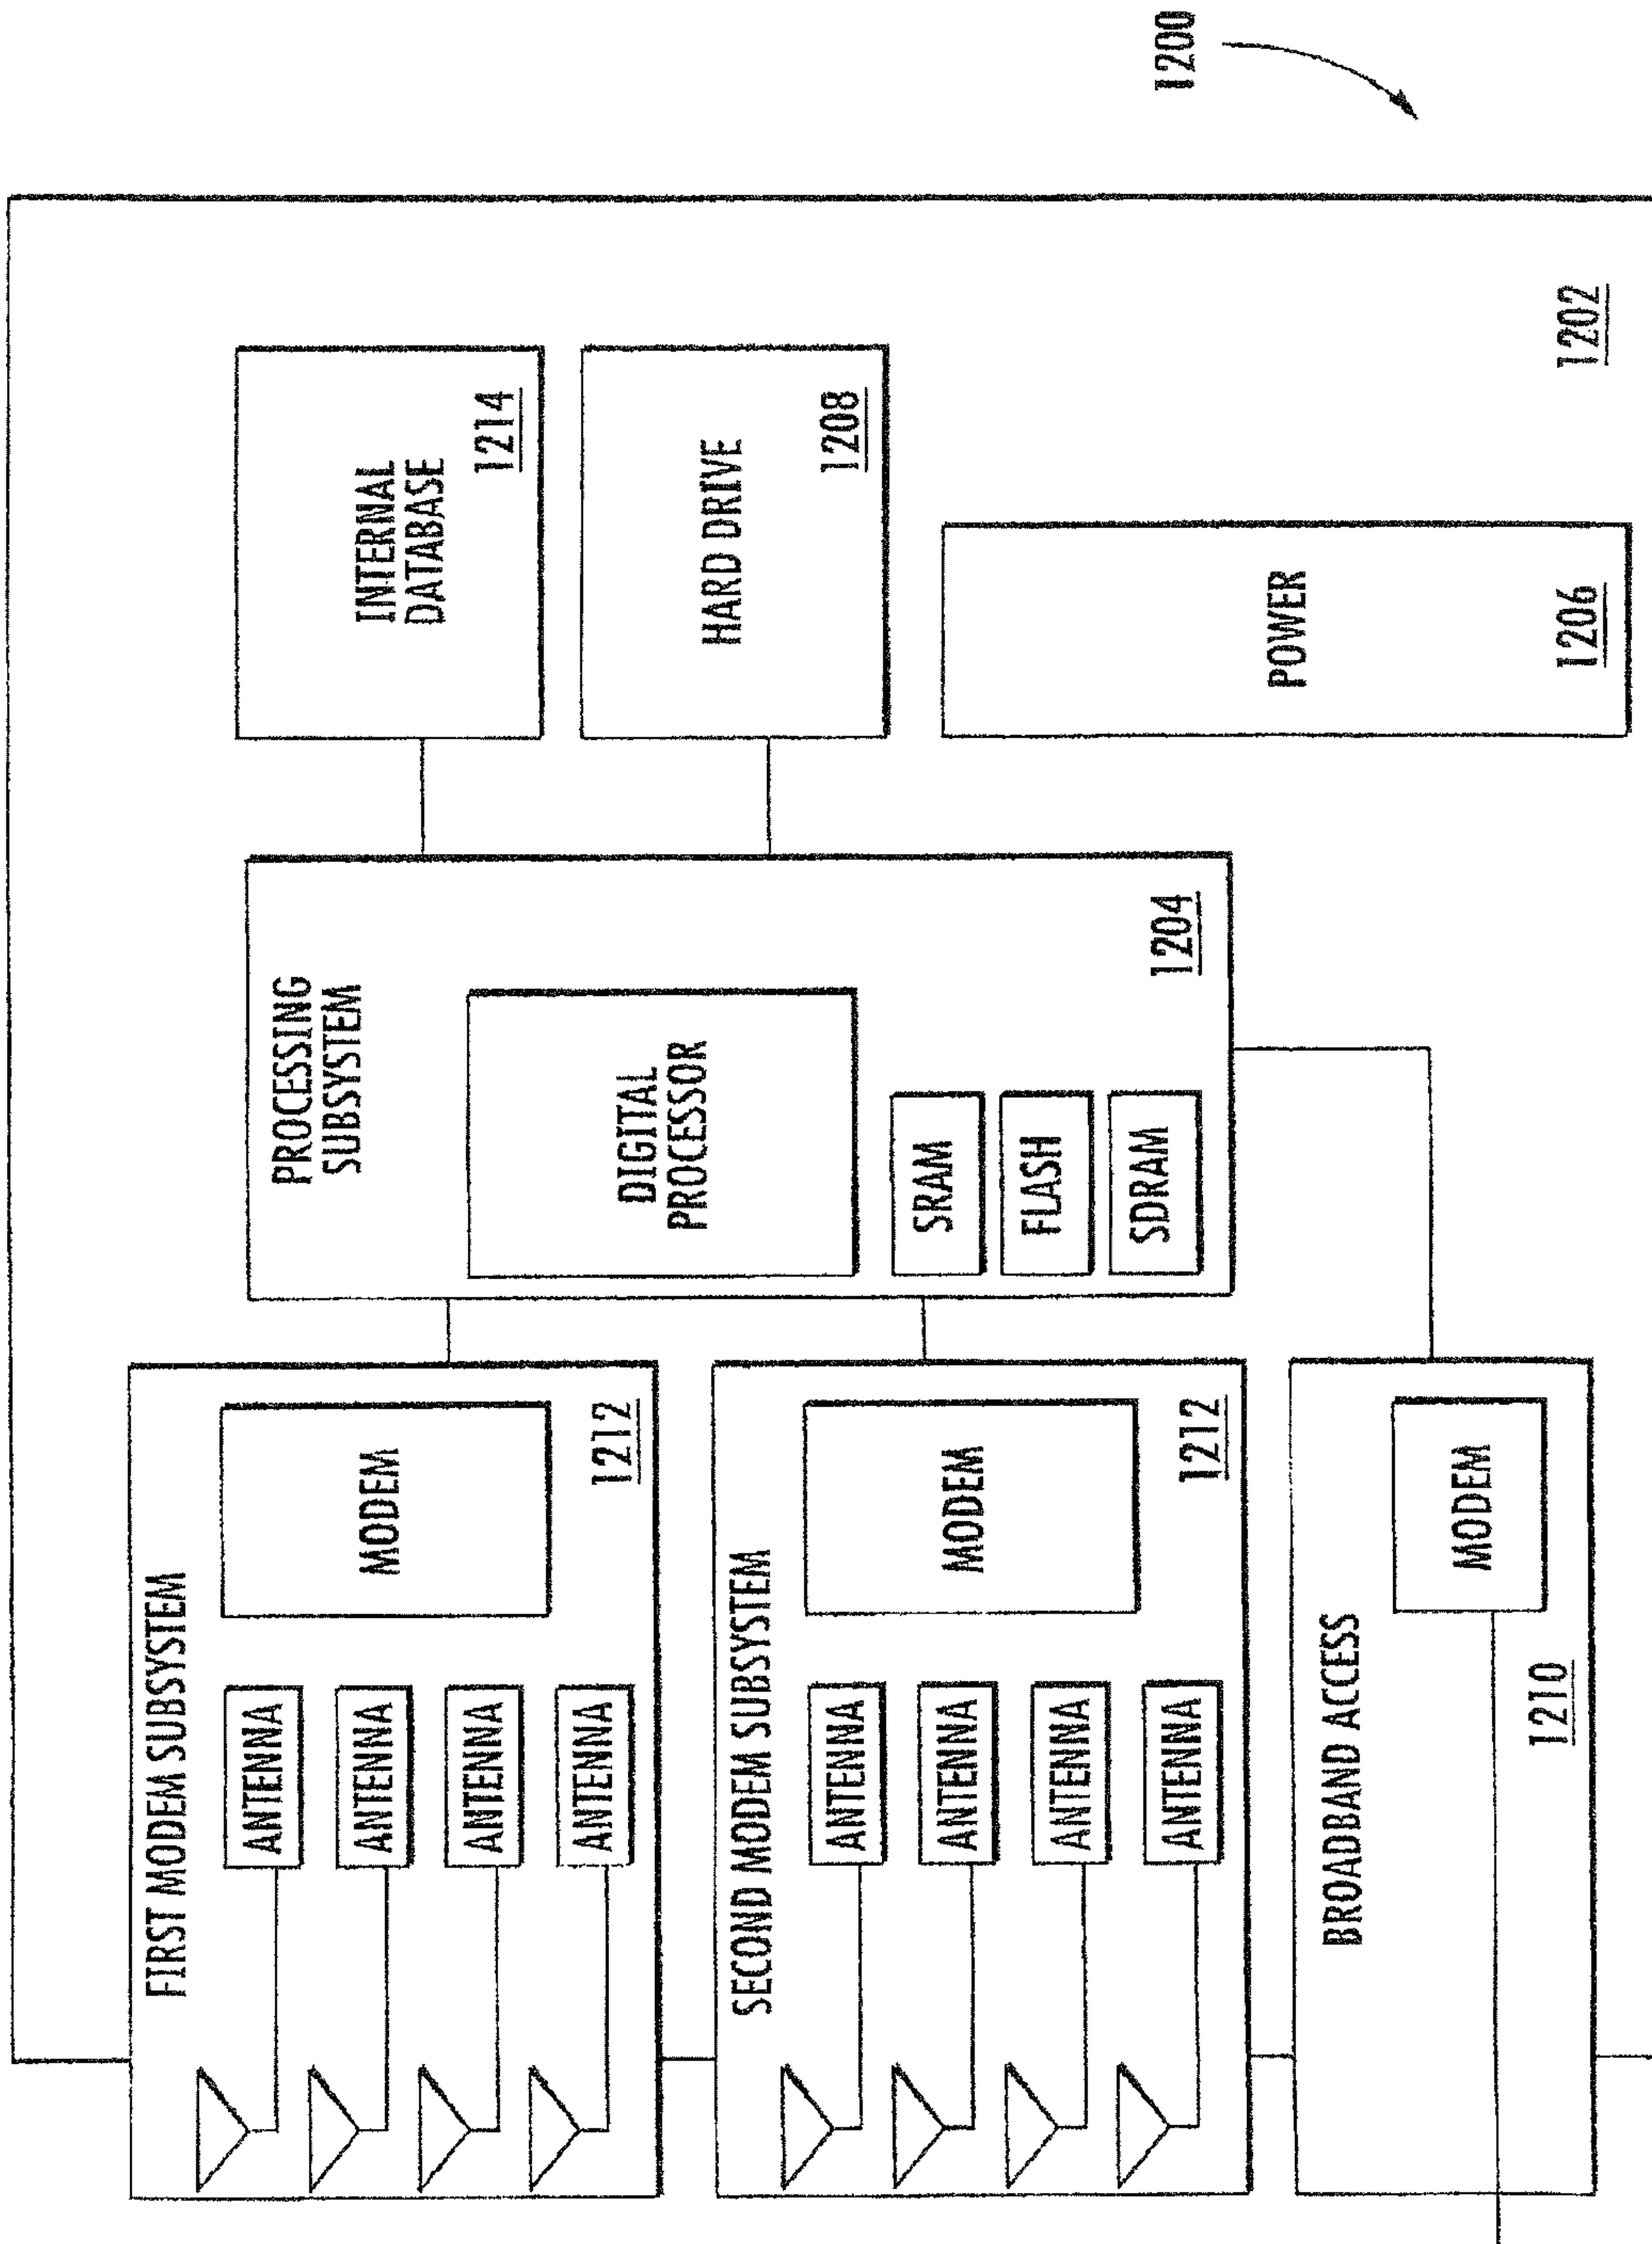 1200
FIRST MODEM SUBSYSTEM
ANTENNA
ANTENNA
ANTENNA
ANTENNA
MODEM
1212
SECOND MODEM SUBSYSTEM
ANTENNA
ANTENNA
ANTENNA
ANTENNA
MODEM
1212
BROADBAND ACCESS
MODEM
1210
PROCESSING
SUBSYSTEM
DIGITAL
PROCESSOR
SRAM
FLASH
SDRAM
1204
INTERNAL
DATABASE
1214
HARD DRIVE
1208
POWER
1206
1202